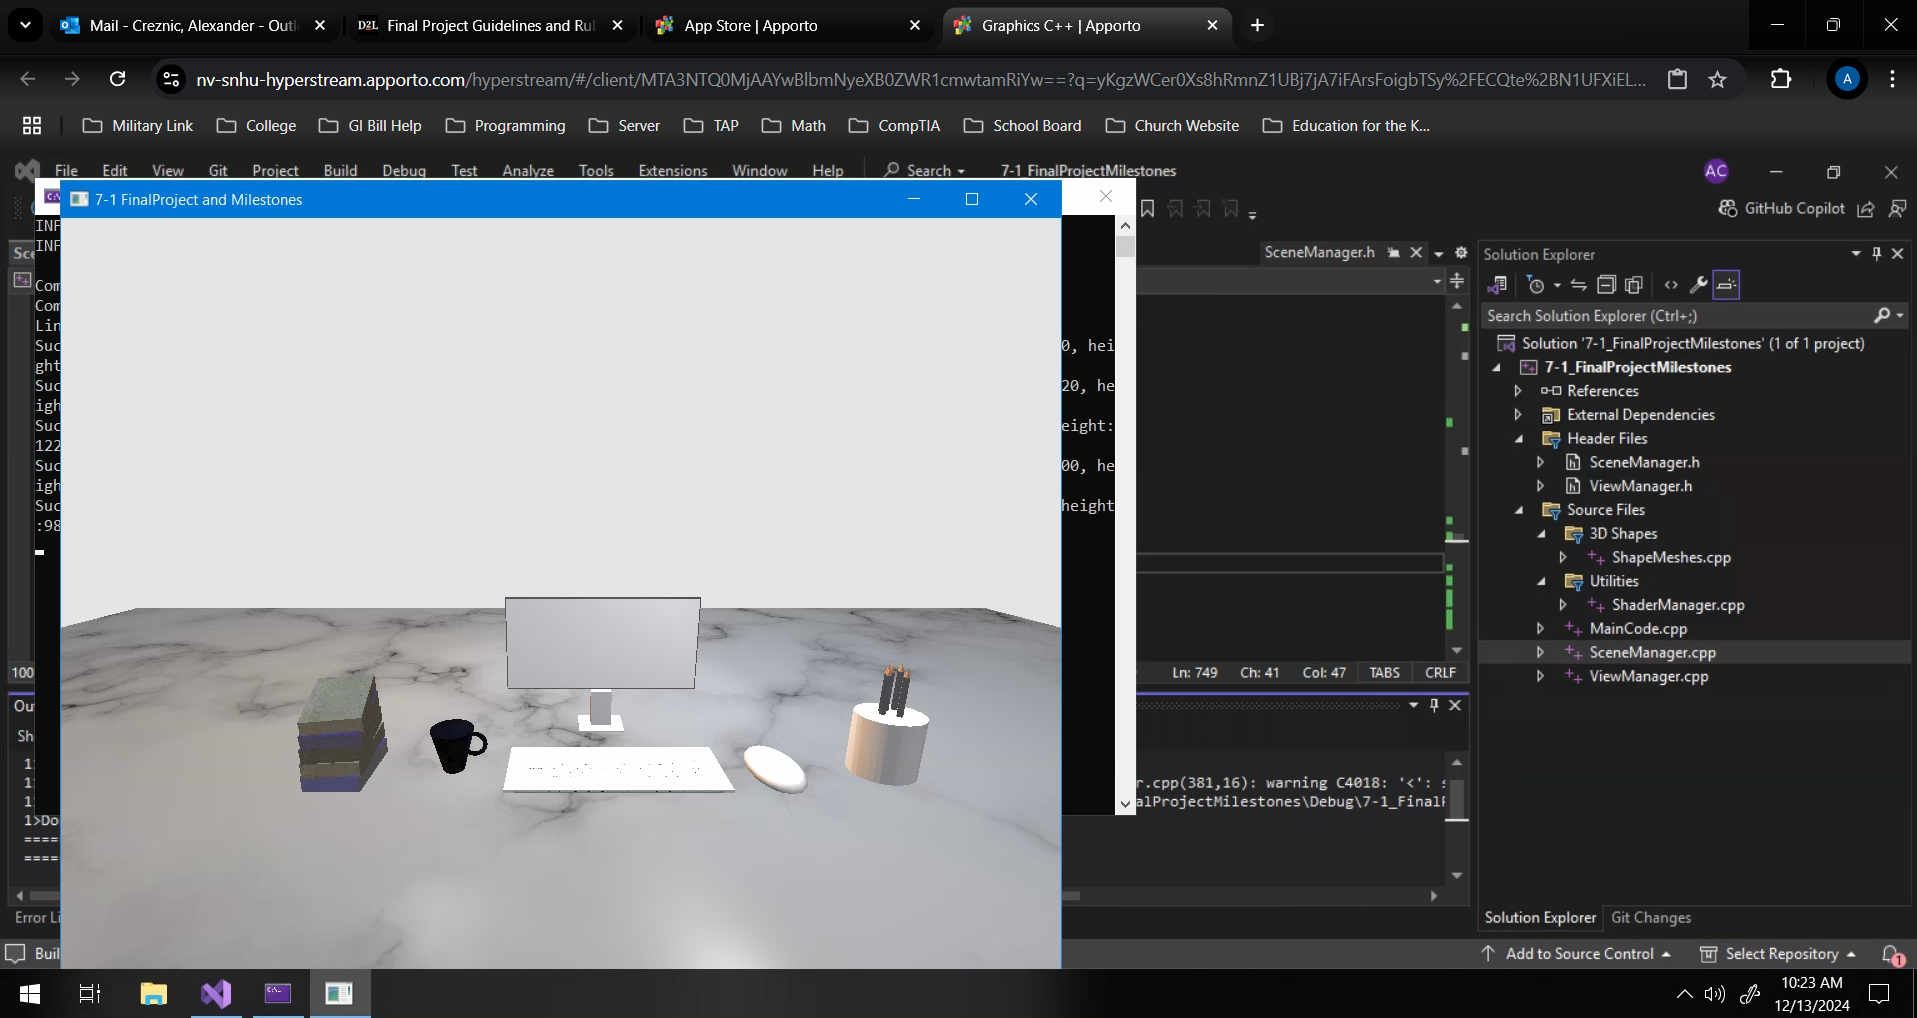 Mail - Creznic, Alexander - Outl
Final Project Guidelines and Rul
App Store | Apporto
Graphics C++ | Apporto
nv-snhu-hyperstream.apporto.com/hyperstream/#/client/MTA3NTQ0MjAAYwBlbmNyeXB0ZWR1cmwtamRiYw==?q=yKgzWCer0Xs8hRmnZ1UBj7jA7iFArsFoigbTSy%2FECQte%2BN1UFXiEL...
A
Military Link
College
GI Bill Help
Programming
Server
TAP
Math
CompTIA
School Board
Church Website
Education for the K...
File Edit View Git Project Build Debug Test Analyze Tools Extensions Window Help
Search
7-1_FinalProjectMilestones
AC
7-1 FinalProject and Milestones
GitHub Copilot
INF
INF
Com
Com
Lin
Suc 0, hei
ght
Suc 20, he
igh
Suc eight:
122
Suc 00, he
igh
Suc height
:98
Sce
SceneManager.h
100
Ln: 749 Ch: 41 Col: 47 TABS CRLF
Ou
Sh
1
1
1
1>Do
====
====
r.cpp(381,16): warning C4018: '<': s
alProjectMilestones\Debug\7-1_Final
Error Li
Solution Explorer
Search Solution Explorer (Ctrl+;)
Solution '7-1_FinalProjectMilestones' (1 of 1 project)
7-1_FinalProjectMilestones
References
External Dependencies
Header Files
SceneManager.h
ViewManager.h
Source Files
3D Shapes
ShapeMeshes.cpp
Utilities
ShaderManager.cpp
MainCode.cpp
SceneManager.cpp
ViewManager.cpp
Solution Explorer Git Changes
Buil
Add to Source Control
Select Repository
1
10:23 AM
12/13/2024